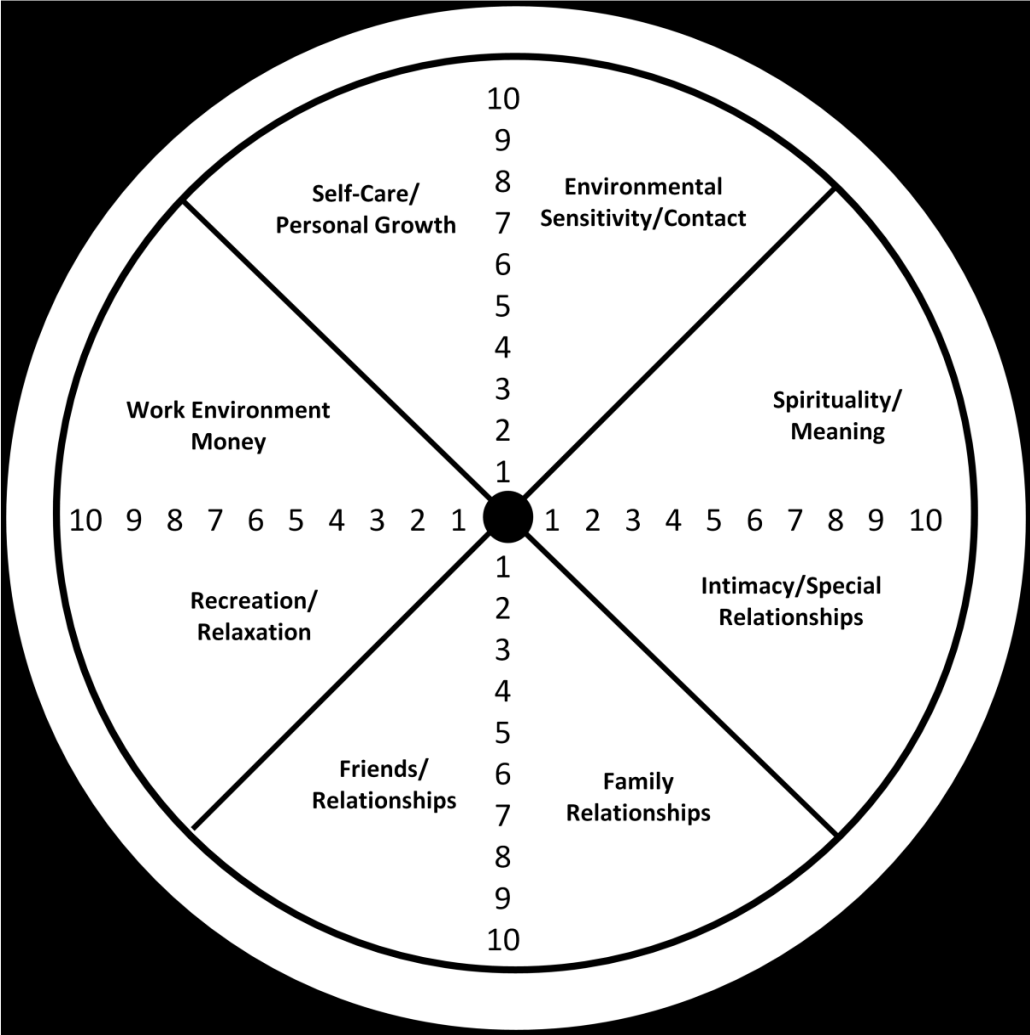 10
9
8
7
6
5
4
3
2
1
Self-Care/
Personal Growth
Environmental
Sensitivity/Contact
Work Environment
Money
Spirituality/
Meaning
10 9 8 7 6 5 4 3 2 1
1 2 3 4 5 6 7 8 9 10
Recreation/
Relaxation
Intimacy/Special
Relationships
Friends/
Relationships
Family
Relationships
1
2
3
4
5
6
7
8
9
10